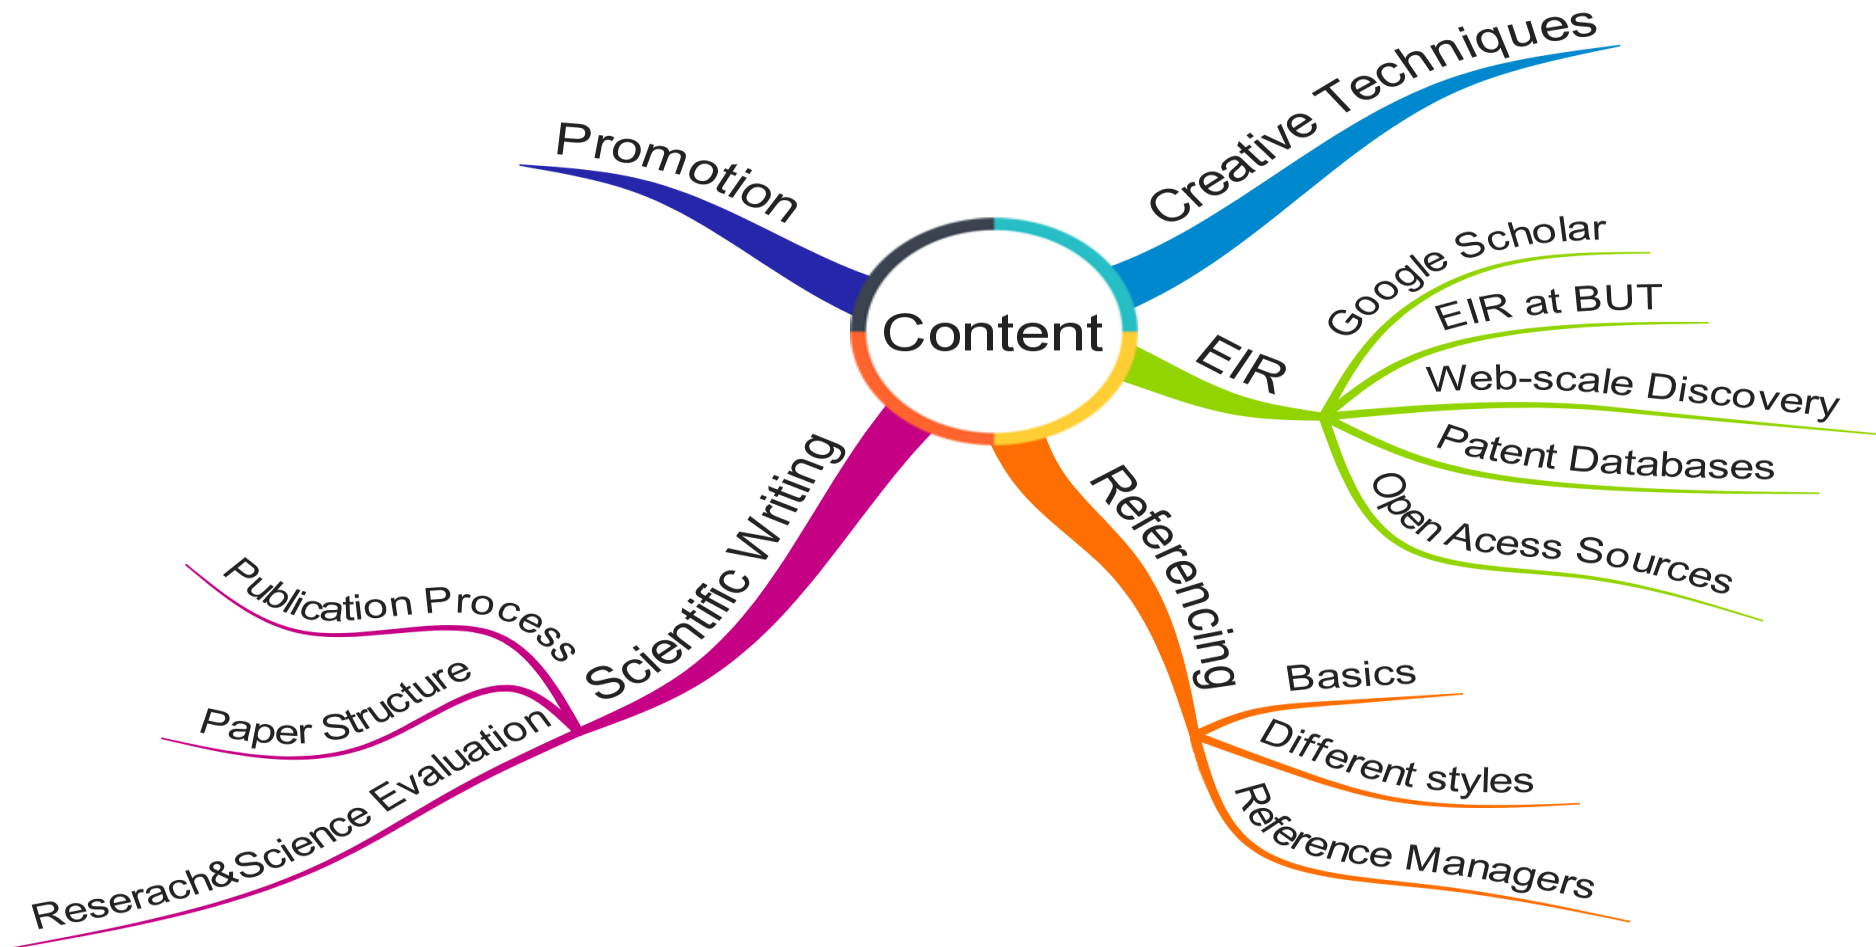 Content
Creative Techniques
EIR
Google Scholar
EIR at BUT
Web-scale Discovery
Patent Databases
Open Acess Sources
Referencing
Basics
Different styles
Reference Managers
Scientific Writing
Publication Process
Paper Structure
Reserach&Science Evaluation
Promotion